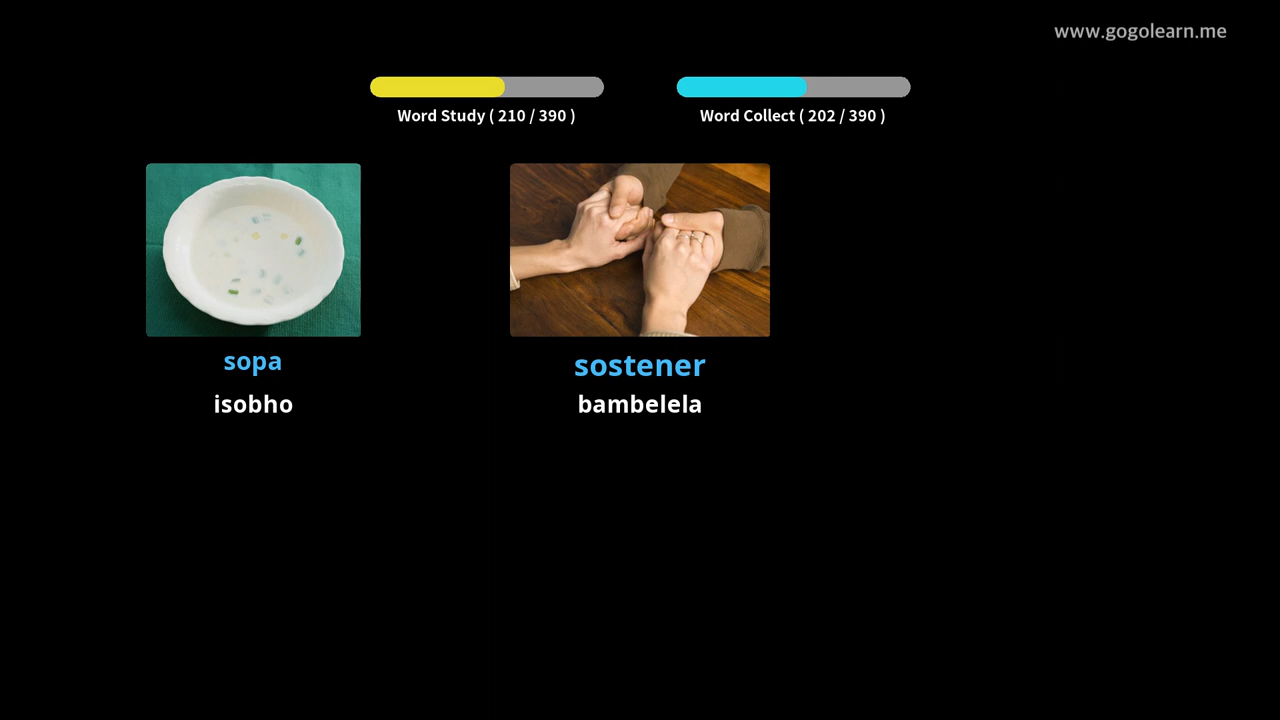 www.gogolearn.me
Word Study ( 210 / 390 )
Word Collect ( 202 / 390 )
sopa
isobho
sostener
bambelela